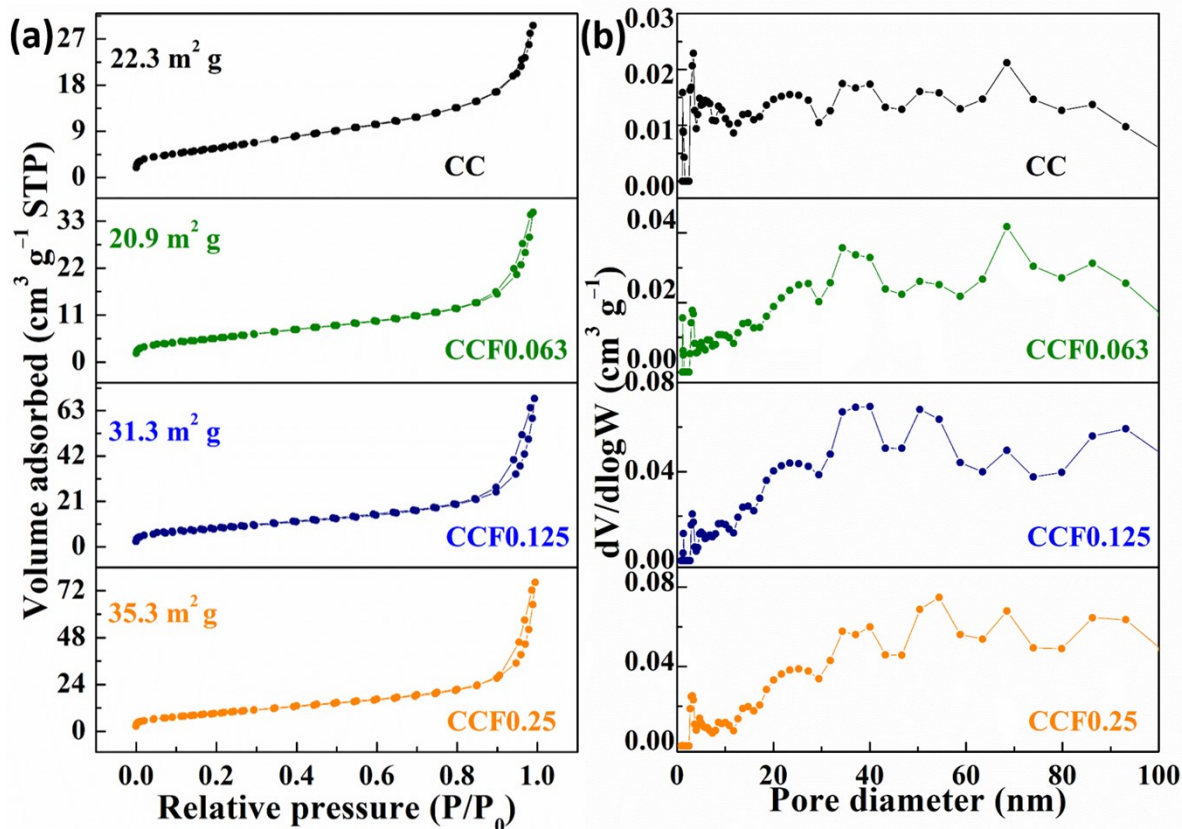 (a)
Volume adsorbed (cm³ g⁻¹ STP)
27
18
9
0
22.3 m² g
CC
33
22
11
0
20.9 m² g
CCF0.063
63
42
21
0
31.3 m² g
CCF0.125
72
48
24
0
35.3 m² g
CCF0.25
0.0 0.2 0.4 0.6 0.8 1.0
Relative pressure (P/P₀)
(b)
dV/dlogW (cm³ g⁻¹)
0.03
0.02
0.01
0.00
CC
0.04
0.02
0.00
CCF0.063
0.08
0.04
0.00
CCF0.125
0.08
0.04
0.00
CCF0.25
0 20 40 60 80 100
Pore diameter (nm)